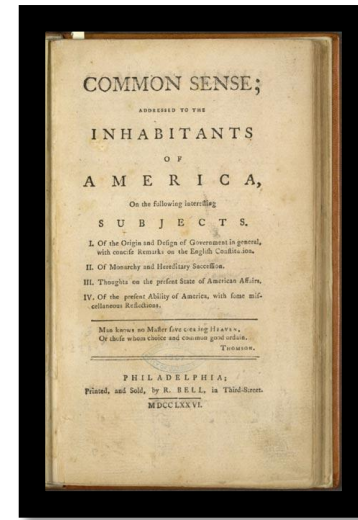 COMMON SENSE;
ADDRESSED TO THE
INHABITANTS
OF
AMERICA,
On the following interesting
SUBJECTS.
I. Of the Origin and Design of Government in general,
with concise Remarks on the English Constitution.
II. Of Monarchy and Hereditary Succession.
III. Thoughts on the present State of American Affairs.
IV. Of the present Ability of America, with some mis-
cellaneous Reflections.
Man knows no Master save creating HEAVEN,
Or those whom choice and common good ordain.
THOMSON.
PHILADELPHIA;
Printed, and Sold, by R. BELL, in Third-Street.
MDCCLXXVI.